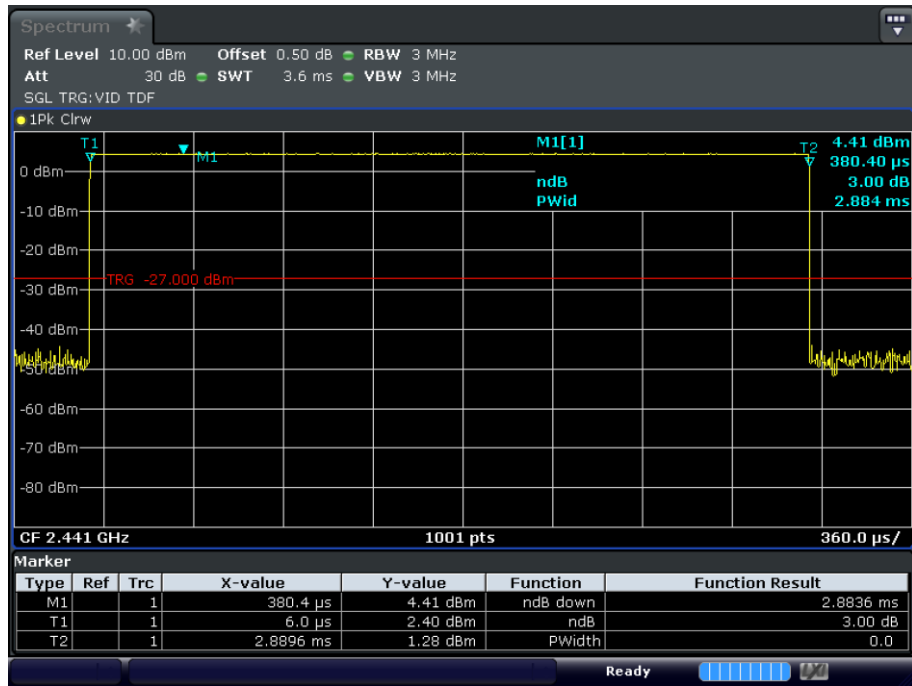 Spectrum
Ref Level 10.00 dBm Offset 0.50 dB RBW 3 MHz
Att 30 dB SWT 3.6 ms VBW 3 MHz
SGL TRG:VID TDF
1Pk Clrw
T1 M1[1] T2 4.41 dBm
M1 380.40 µs
0 dBm
ndB 3.00 dB
-10 dBm PWid 2.884 ms
-20 dBm
TRG -27.000 dBm
-30 dBm
-40 dBm
-50 dBm
-60 dBm
-70 dBm
-80 dBm
CF 2.441 GHz 1001 pts 360.0 µs/
Marker
Type Ref Trc X-value Y-value Function Function Result
M1 1 380.4 µs 4.41 dBm ndB down 2.8836 ms
T1 1 6.0 µs 2.40 dBm ndB 3.00 dB
T2 1 2.8896 ms 1.28 dBm PWidth 0.0
Ready